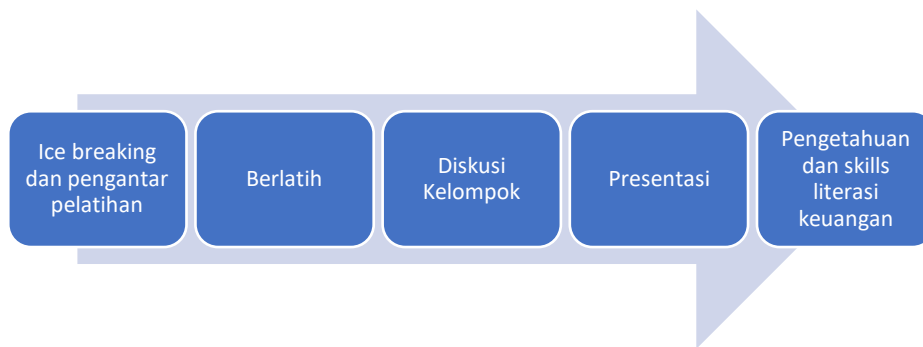 Ice breaking
dan pengantar
pelatihan
Berlatih
Diskusi
Kelompok
Presentasi
Pengetahuan
dan skills
literasi
keuangan